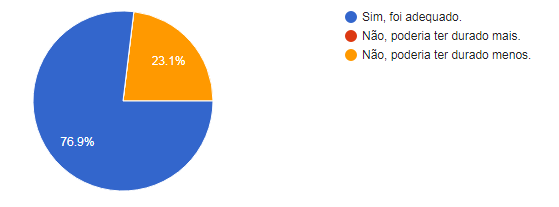 Sim, foi adequado.
Não, poderia ter durado mais.
Não, poderia ter durado menos.
23.1%
76.9%